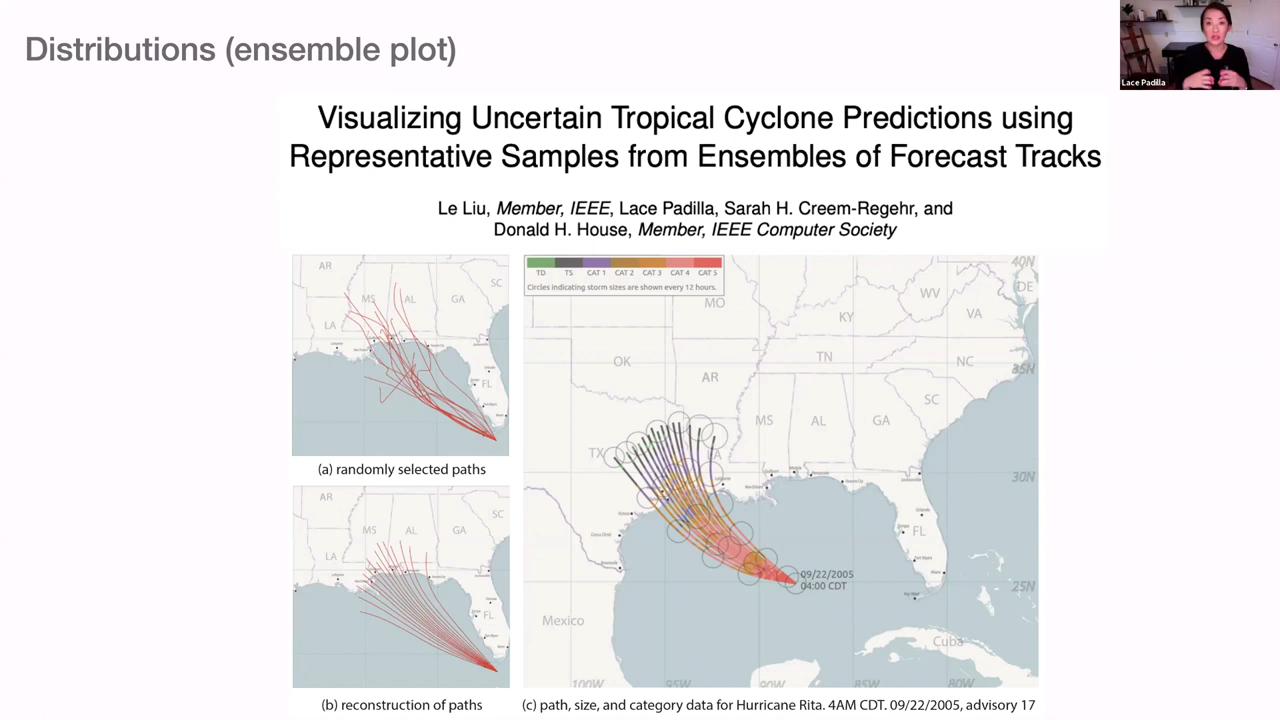 Distributions (ensemble plot)
Lace Padilla
Visualizing Uncertain Tropical Cyclone Predictions using
Representative Samples from Ensembles of Forecast Tracks
Le Liu, Member, IEEE, Lace Padilla, Sarah H. Creem-Regehr, and
Donald H. House, Member, IEEE Computer Society
AR
SC
MS
AL
GA
LA
FL
(a) randomly selected paths
AR
SC
MS
AL
GA
LA
FL
(b) reconstruction of paths
TD TS CAT 1 CAT 2 CAT 3 CAT 4 CAT 5
Circles indicating storm sizes are shown every 12 hours.
40N
MO
WV
DE
KY
VA
OK
TN
NC
35N
AR
SC
MS
AL
GA
TX
30N
FL
09/22/2005
04:00 CDT
25N
Mexico
Cuba
100W 95W 90W 85W 80W
(c) path, size, and category data for Hurricane Rita. 4AM CDT. 09/22/2005, advisory 17